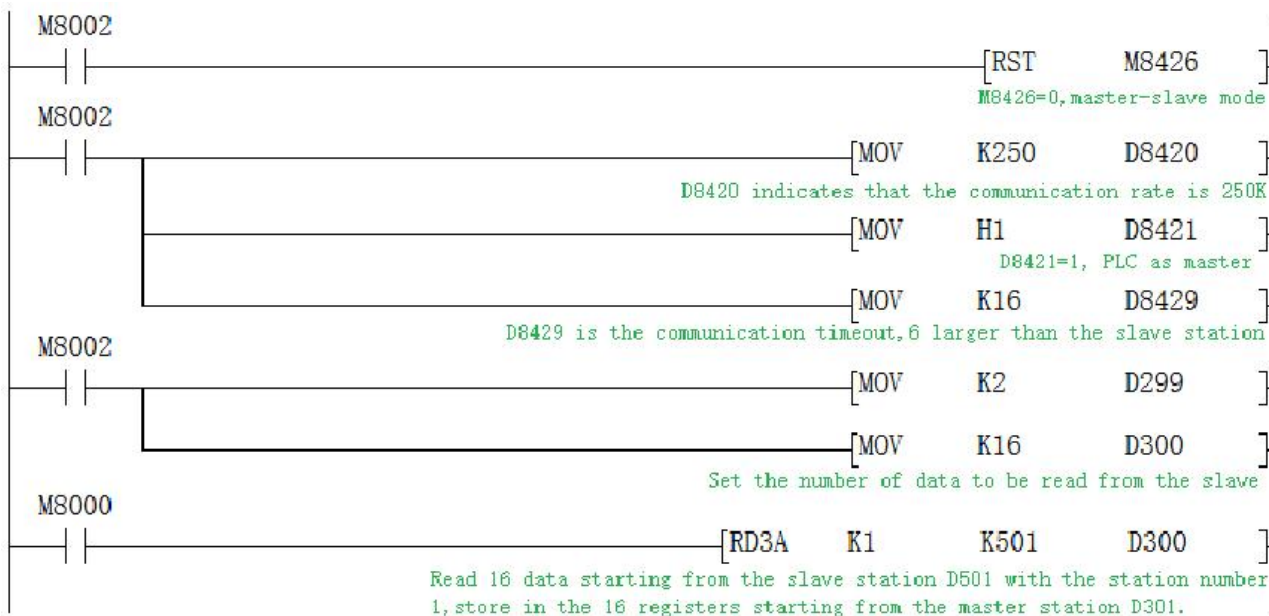 M8002
[RST M8426 ]
M8426=0,master-slave mode
M8002
[MOV K250 D8420 ]
D8420 indicates that the communication rate is 250K
[MOV H1 D8421 ]
D8421=1, PLC as master
[MOV K16 D8429 ]
D8429 is the communication timeout,6 larger than the slave station
M8002
[MOV K2 D299 ]
[MOV K16 D300 ]
Set the number of data to be read from the slave
M8000
[RD3A K1 K501 D300 ]
Read 16 data starting from the slave station D501 with the station number
1,store in the 16 registers starting from the master station D301.